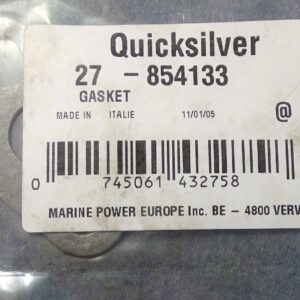 Quicksilver
27 - 854133
GASKET
MADE IN ITALIE 11/01/05 @
0 745061 432758
MARINE POWER EUROPE Inc. BE - 4800 VERV